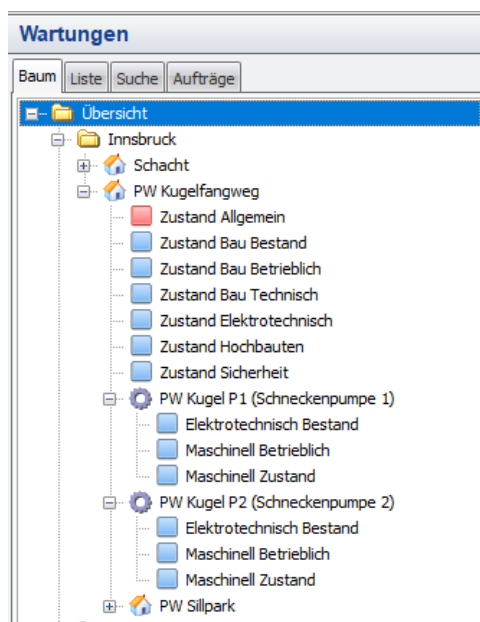 Wartungen
Baum Liste Suche Aufträge
Übersicht
Innsbruck
Schacht
PW Kugelfangweg
Zustand Allgemein
Zustand Bau Bestand
Zustand Bau Betrieblich
Zustand Bau Technisch
Zustand Elektrotechnisch
Zustand Hochbauten
Zustand Sicherheit
PW Kugel P1 (Schneckenpumpe 1)
Elektrotechnisch Bestand
Maschinell Betrieblich
Maschinell Zustand
PW Kugel P2 (Schneckenpumpe 2)
Elektrotechnisch Bestand
Maschinell Betrieblich
Maschinell Zustand
PW Sillpark